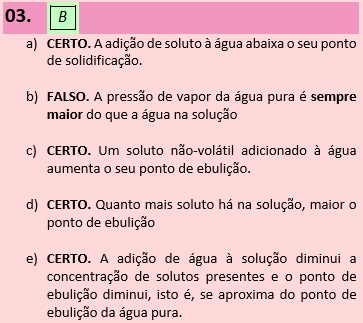 03. B
a) CERTO. A adição de soluto à água abaixa o seu ponto
de solidificação.
b) FALSO. A pressão de vapor da água pura é sempre
maior do que a água na solução
c) CERTO. Um soluto não-volátil adicionado à água
aumenta o seu ponto de ebulição.
d) CERTO. Quanto mais soluto há na solução, maior o
ponto de ebulição
e) CERTO. A adição de água à solução diminui a
concentração de solutos presentes e o ponto de
ebulição diminui, isto é, se aproxima do ponto de
ebulição da água pura.